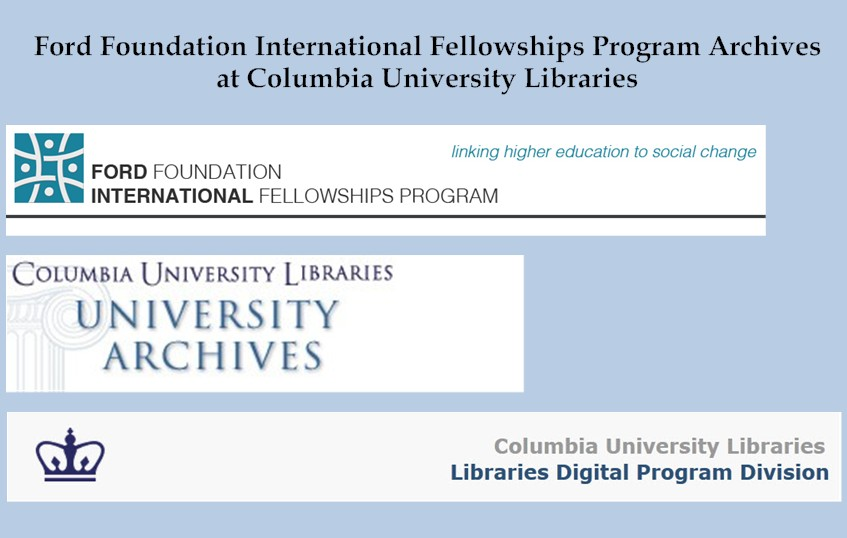 Ford Foundation International Fellowships Program Archives
at Columbia University Libraries
linking higher education to social change
FORD FOUNDATION
INTERNATIONAL FELLOWSHIPS PROGRAM
COLUMBIA UNIVERSITY LIBRARIES
UNIVERSITY
ARCHIVES
Columbia University Libraries
Libraries Digital Program Division